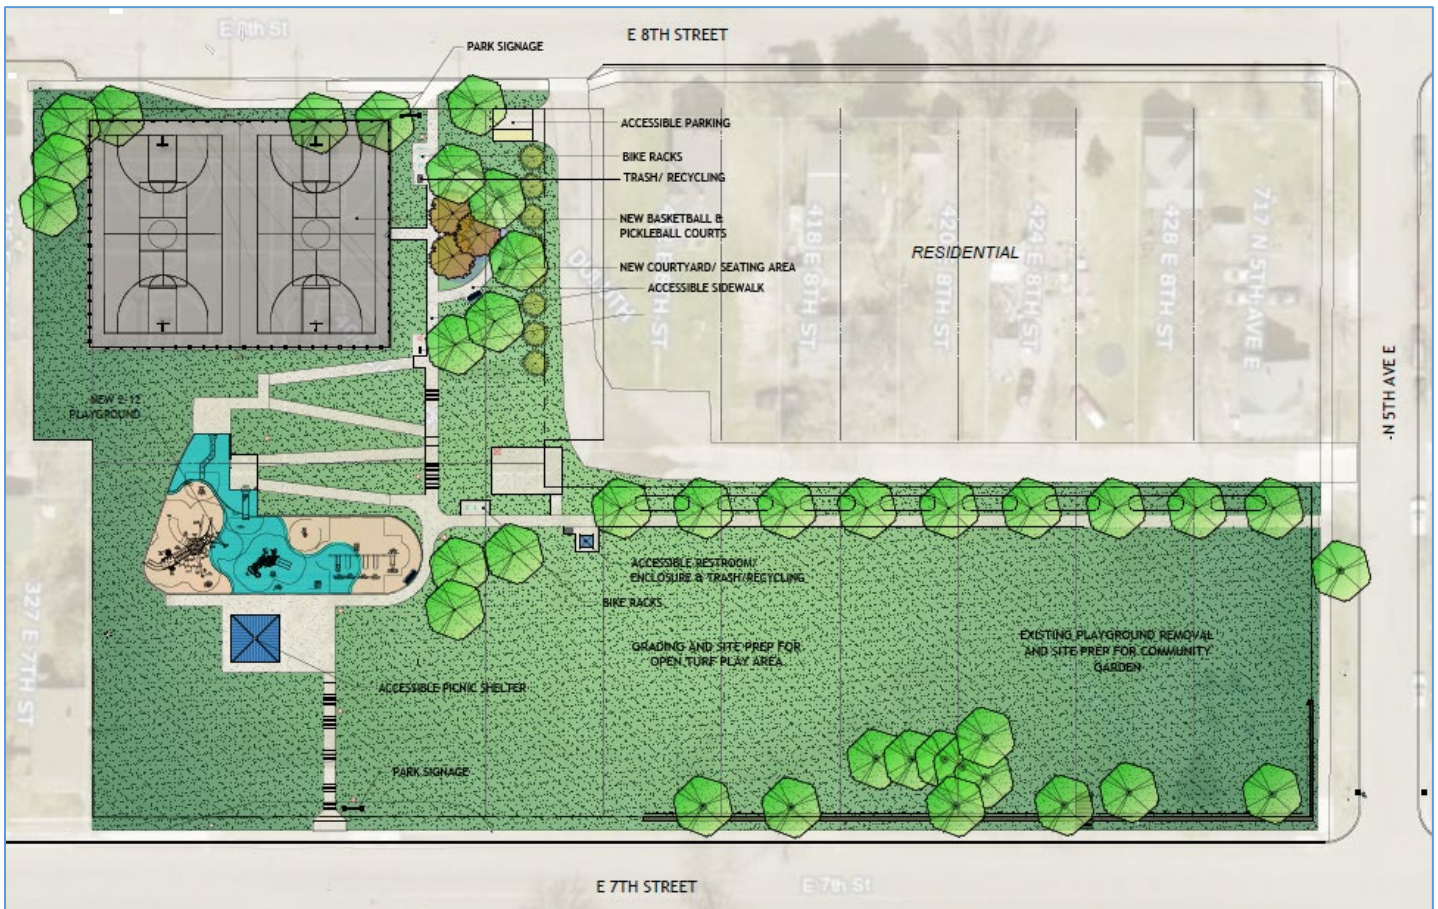 E 8TH STREET
PARK SIGNAGE
ACCESSIBLE PARKING
BIKE RACKS
TRASH/ RECYCLING
NEW BASKETBALL &
PICKLEBALL COURTS
NEW COURTYARD/ SEATING AREA
ACCESSIBLE SIDEWALK
RESIDENTIAL
DULUTH
E 8TH ST
418 E 8TH ST
420 E 8TH ST
424 E 8TH ST
428 E 8TH ST
717 N 5TH AVE E
N 5TH AVE E
NEW 2-12
PLAYGROUND
327 E 7TH ST
ACCESSIBLE RESTROOM
ENCLOSURE & TRASH/RECYCLING
BIKE RACKS
GRADING AND SITE PREP FOR
OPEN TURF PLAY AREA
EXISTING PLAYGROUND REMOVAL
AND SITE PREP FOR COMMUNITY
GARDEN
ACCESSIBLE PICNIC SHELTER
PARK SIGNAGE
E 7TH STREET
E 7th St